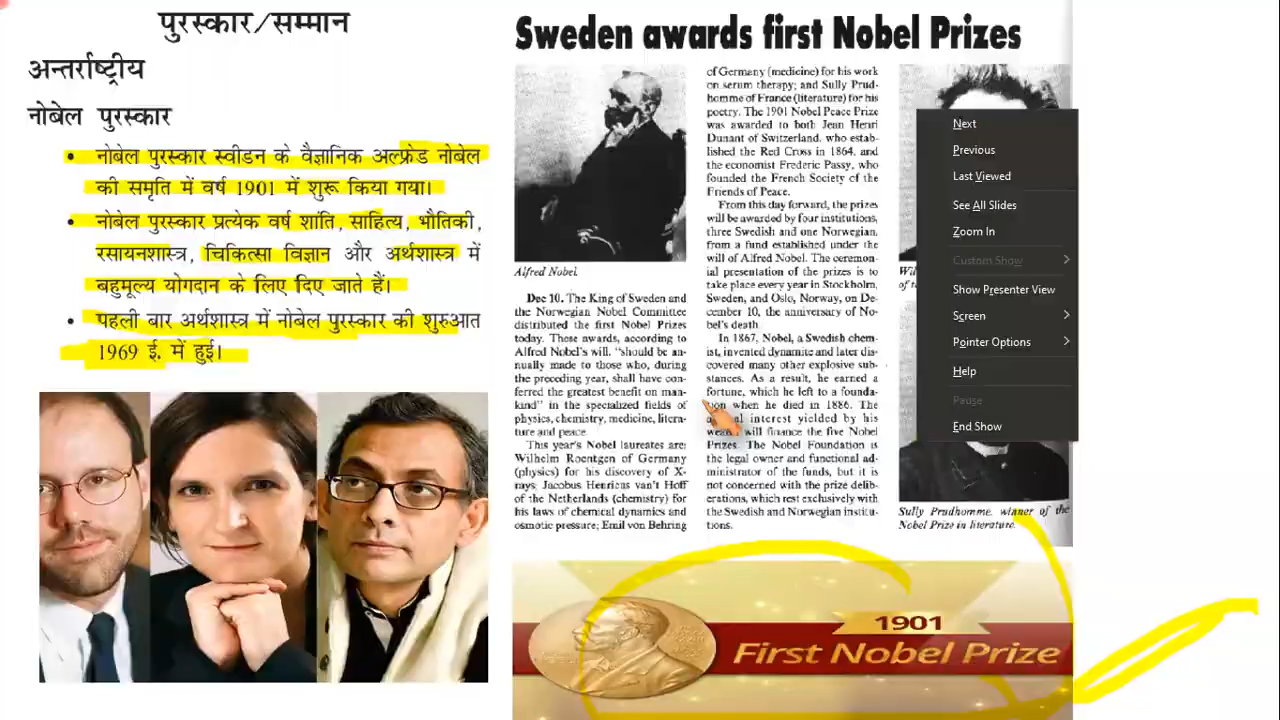 पुरस्कार/सम्मान
अन्तर्राष्ट्रीय
नोबेल पुरस्कार
• नोबेल पुरस्कार स्वीडन के वैज्ञानिक अल्फ्रेड नोबेल
की समृति में वर्ष 1901 में शुरू किया गया।
• नोबेल पुरस्कार प्रत्येक वर्ष शांति, साहित्य, भौतिकी,
रसायनशास्त्र, चिकित्सा विज्ञान और अर्थशास्त्र में
बहुमूल्य योगदान के लिए दिए जाते हैं।
• पहली बार अर्थशास्त्र में नोबेल पुरस्कार की शुरुआत
1969 ई. में हुई।
Sweden awards first Nobel Prizes
Alfred Nobel.
Dec 10. The King of Sweden and
the Norwegian Nobel Committee
distributed the first Nobel Prizes
today. These awards, according to
Alfred Nobel's will, "should be an-
nually made to those who, during
the preceding year, shall have con-
ferred the greatest benefit on man-
kind" in the specialized fields of
physics, chemistry, medicine, litera-
ture and peace.
This year's Nobel laureates are:
Wilhelm Roentgen of Germany
(physics) for his discovery of X-
rays; Jacobus Henricus van't Hoff
of the Netherlands (chemistry) for
his laws of chemical dynamics and
osmotic pressure; Emil von Behring
of Germany (medicine) for his work
on serum therapy; and Sully Prud-
homme of France (literature) for his
poetry. The 1901 Nobel Peace Prize
was awarded to both Jean Henri
Dunant of Switzerland, who estab-
lished the Red Cross in 1864, and
the economist Frederic Passy, who
founded the French Society of the
Friends of Peace.
From this day forward, the prizes
will be awarded by four institutions,
three Swedish and one Norwegian,
from a fund established under the
will of Alfred Nobel. The ceremon-
ial presentation of the prizes is to
take place every year in Stockholm,
Sweden, and Oslo, Norway, on De-
cember 10, the anniversary of No-
bel's death.
In 1867, Nobel, a Swedish chem-
ist, invented dynamite and later dis-
covered many other explosive sub-
stances. As a result, he earned a
fortune, which he left to a founda-
when he died in 1886. The
interest yielded by his
will finance the five Nobel
Prizes. The Nobel Foundation is
the legal owner and functional ad-
ministrator of the funds, but it is
not concerned with the prize delib-
erations, which rest exclusively with
the Swedish and Norwegian institu-
tions.
of t
Next
Previous
Last Viewed
See All Slides
Zoom In
Custom Show
Show Presenter View
Screen
Pointer Options
Help
Pause
End Show
Sully Prudhomme, winner of the
Nobel Prize in literature.
1901
First Nobel Prize